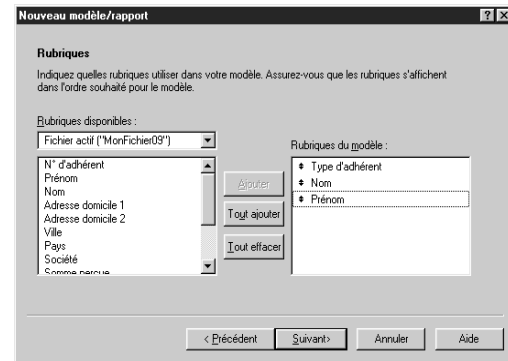 Nouveau modèle/rapport
Rubriques
Indiquez quelles rubriques utiliser dans votre modèle. Assurez-vous que les rubriques s'affichent
dans l'ordre souhaité pour le modèle.
Rubriques disponibles :
Fichier actif ("MonFichier09")
N° d'adhérent
Prénom
Nom
Adresse domicile 1
Adresse domicile 2
Ville
Pays
Société
Somme perçue
Ajouter
Tout ajouter
Tout effacer
Rubriques du modèle :
Type d'adhérent
Nom
Prénom
< Précédent
Suivant>
Annuler
Aide